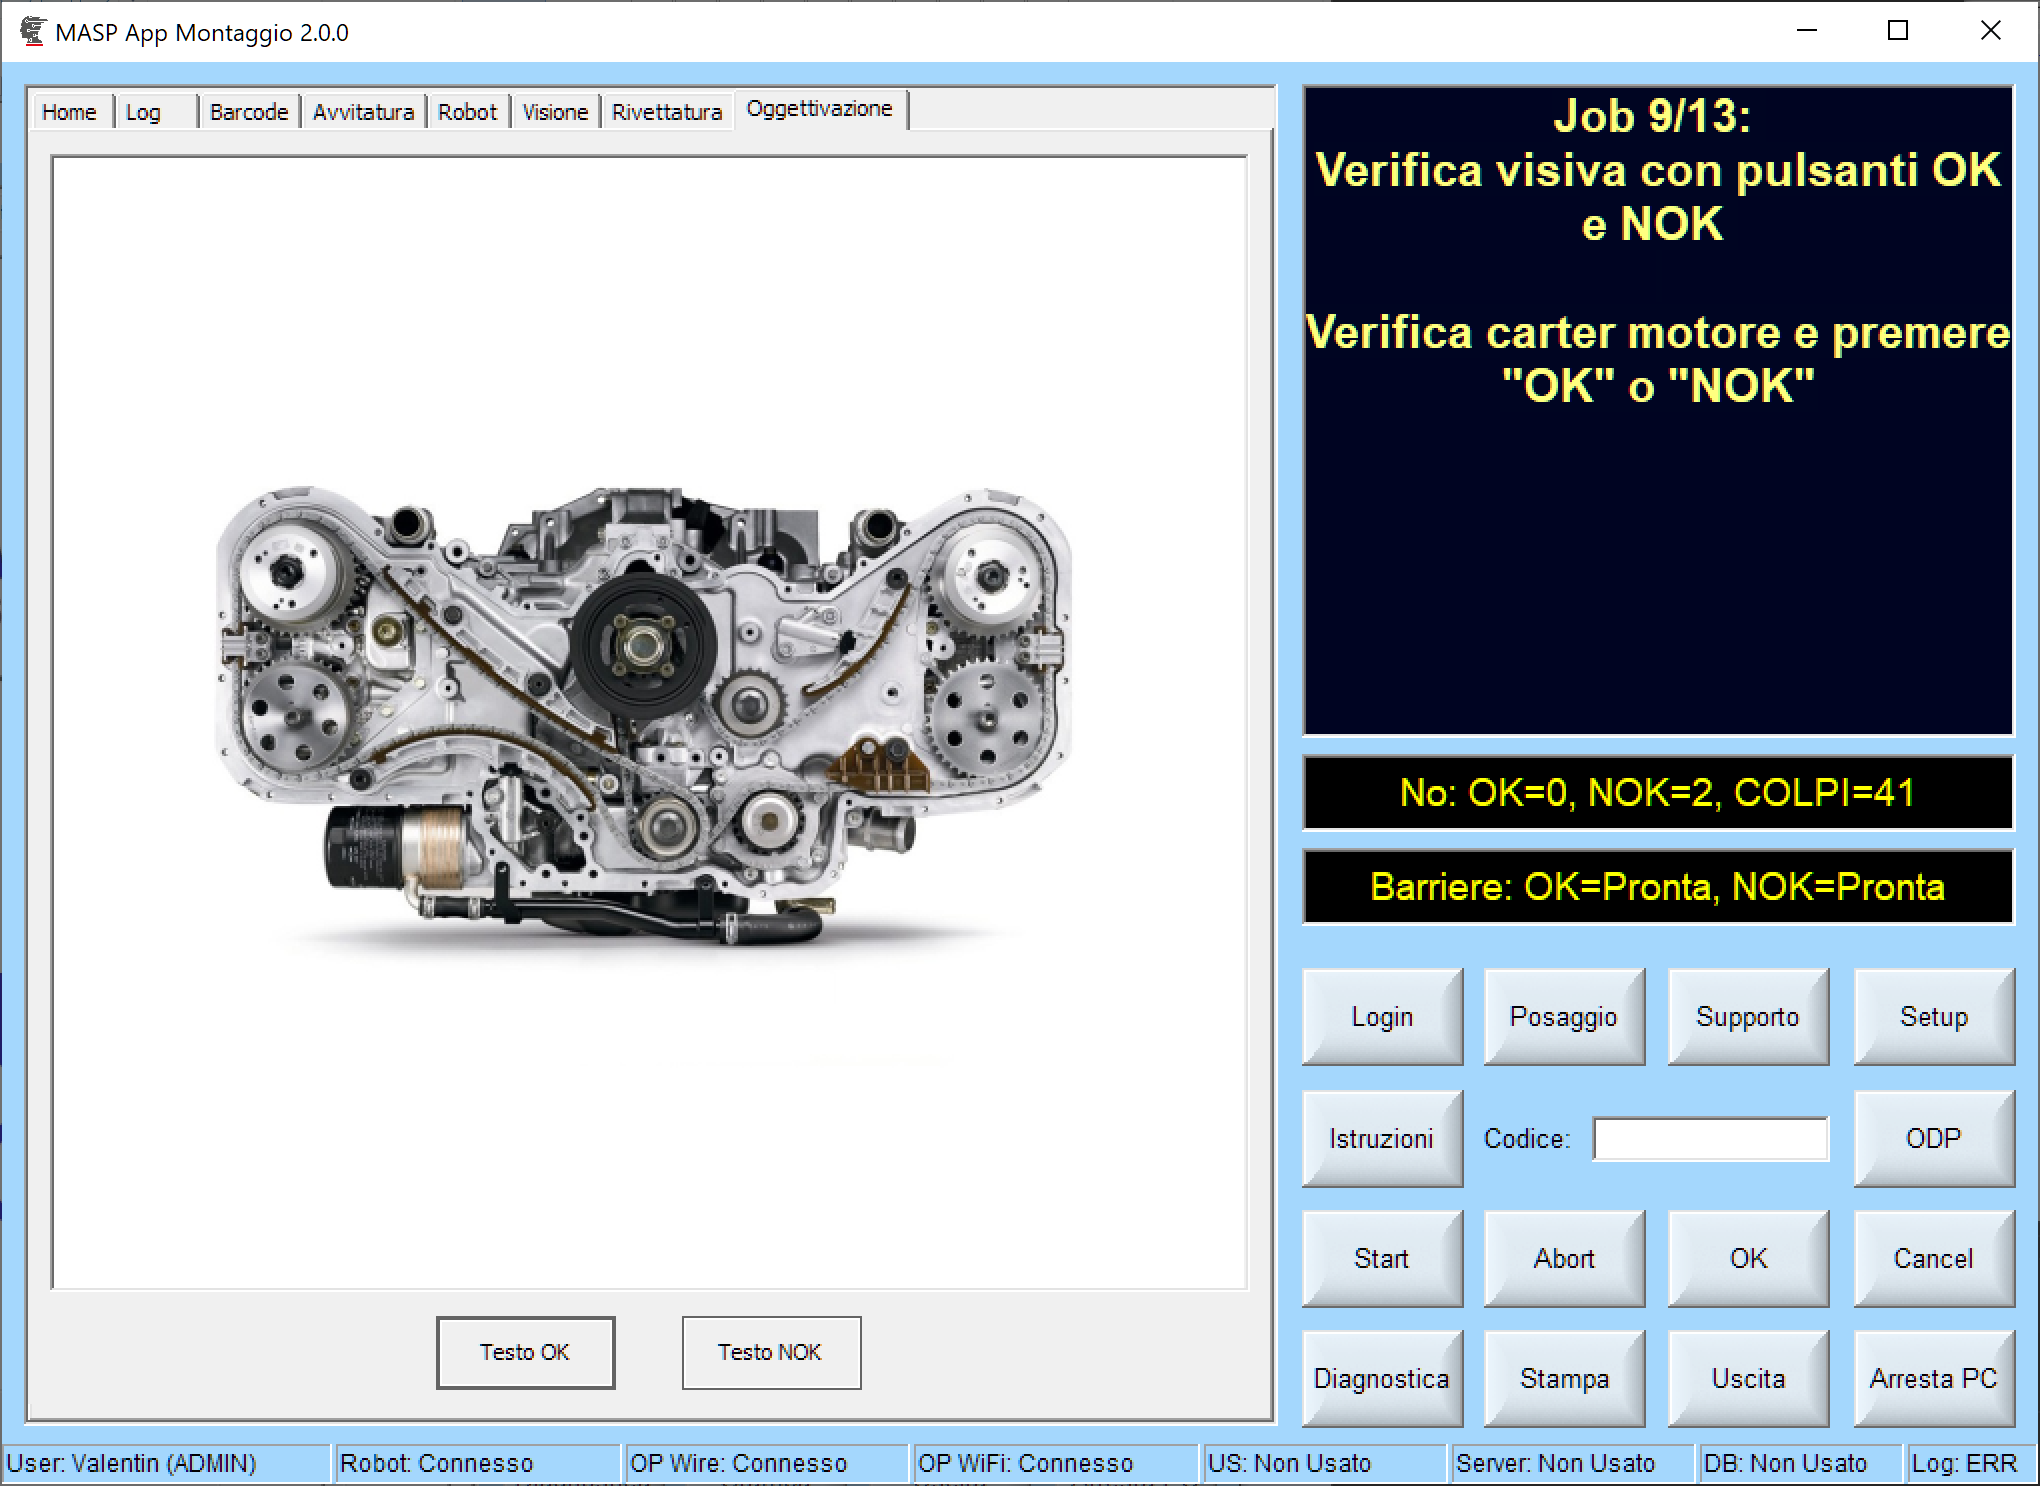 MASP App Montaggio 2.0.0
Home
Log
Barcode
Avvitatura
Robot
Visione
Rivettatura
Oggettivazione
Job 9/13:
Verifica visiva con pulsanti OK
e NOK
Verifica carter motore e premere
"OK" o "NOK"
No: OK=0, NOK=2, COLPI=41
Barriere: OK=Pronta, NOK=Pronta
Login
Posaggio
Supporto
Setup
Istruzioni
Codice:
ODP
Start
Abort
OK
Cancel
Diagnostica
Stampa
Uscita
Arresta PC
Testo OK
Testo NOK
User: Valentin (ADMIN)
Robot: Connesso
OP Wire: Connesso
OP WiFi: Connesso
US: Non Usato
Server: Non Usato
DB: Non Usato
Log: ERR